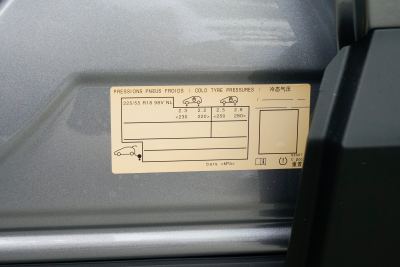 PRESSIONS PNEUS FROIDS / COLD TYRE PRESSURES / 冷态气压
225/55 R18 98V NL
2.3 2.2 2.5 2.8
<230 220> <250 280>
bars <kPa>